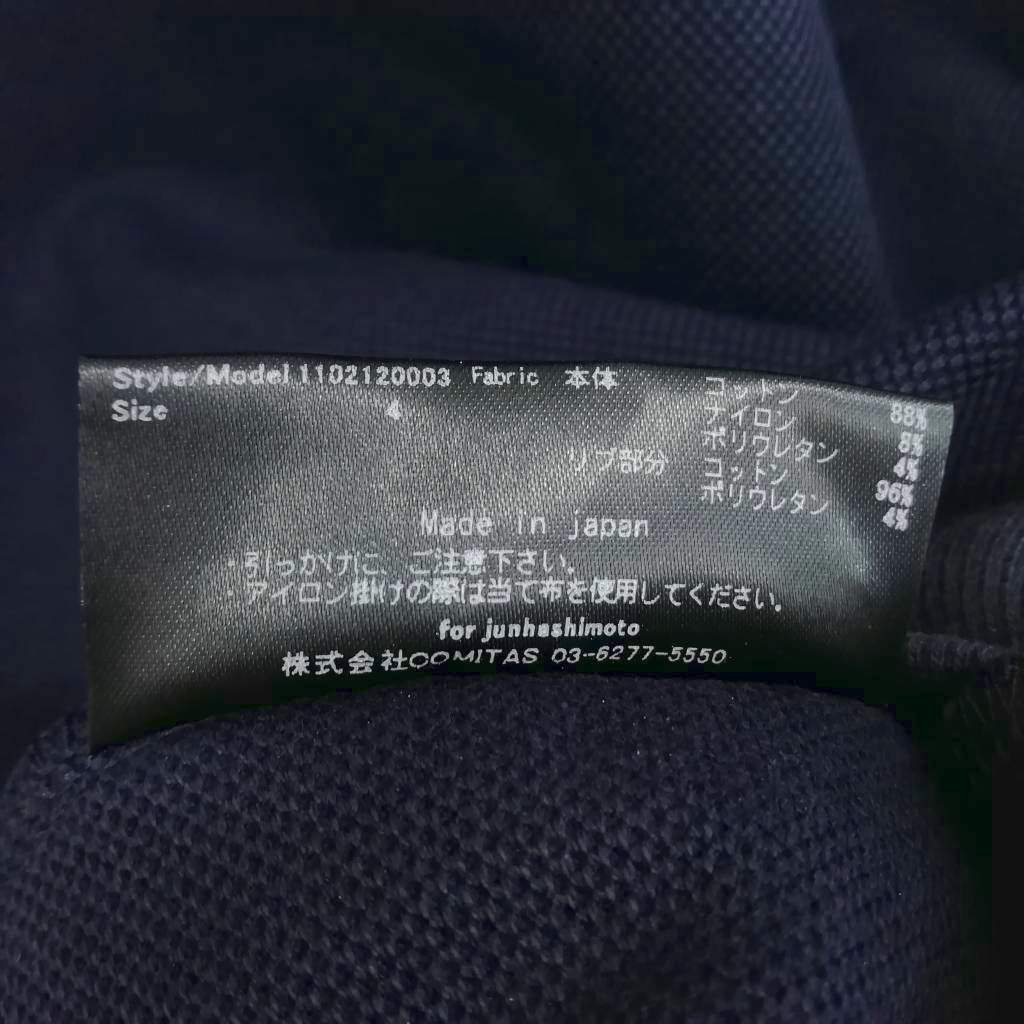 Style/Model 1102120003 Fabric 本体 コットン 88%
Size 4 ナイロン 8%
ポリウレタン 4%
リブ部分 コットン 96%
ポリウレタン 4%
Made in japan
・引っかけに、ご注意下さい。
・アイロン掛けの際は当て布を使用してください。
for junhashimoto
株式会社COMITAS 03-6277-5550